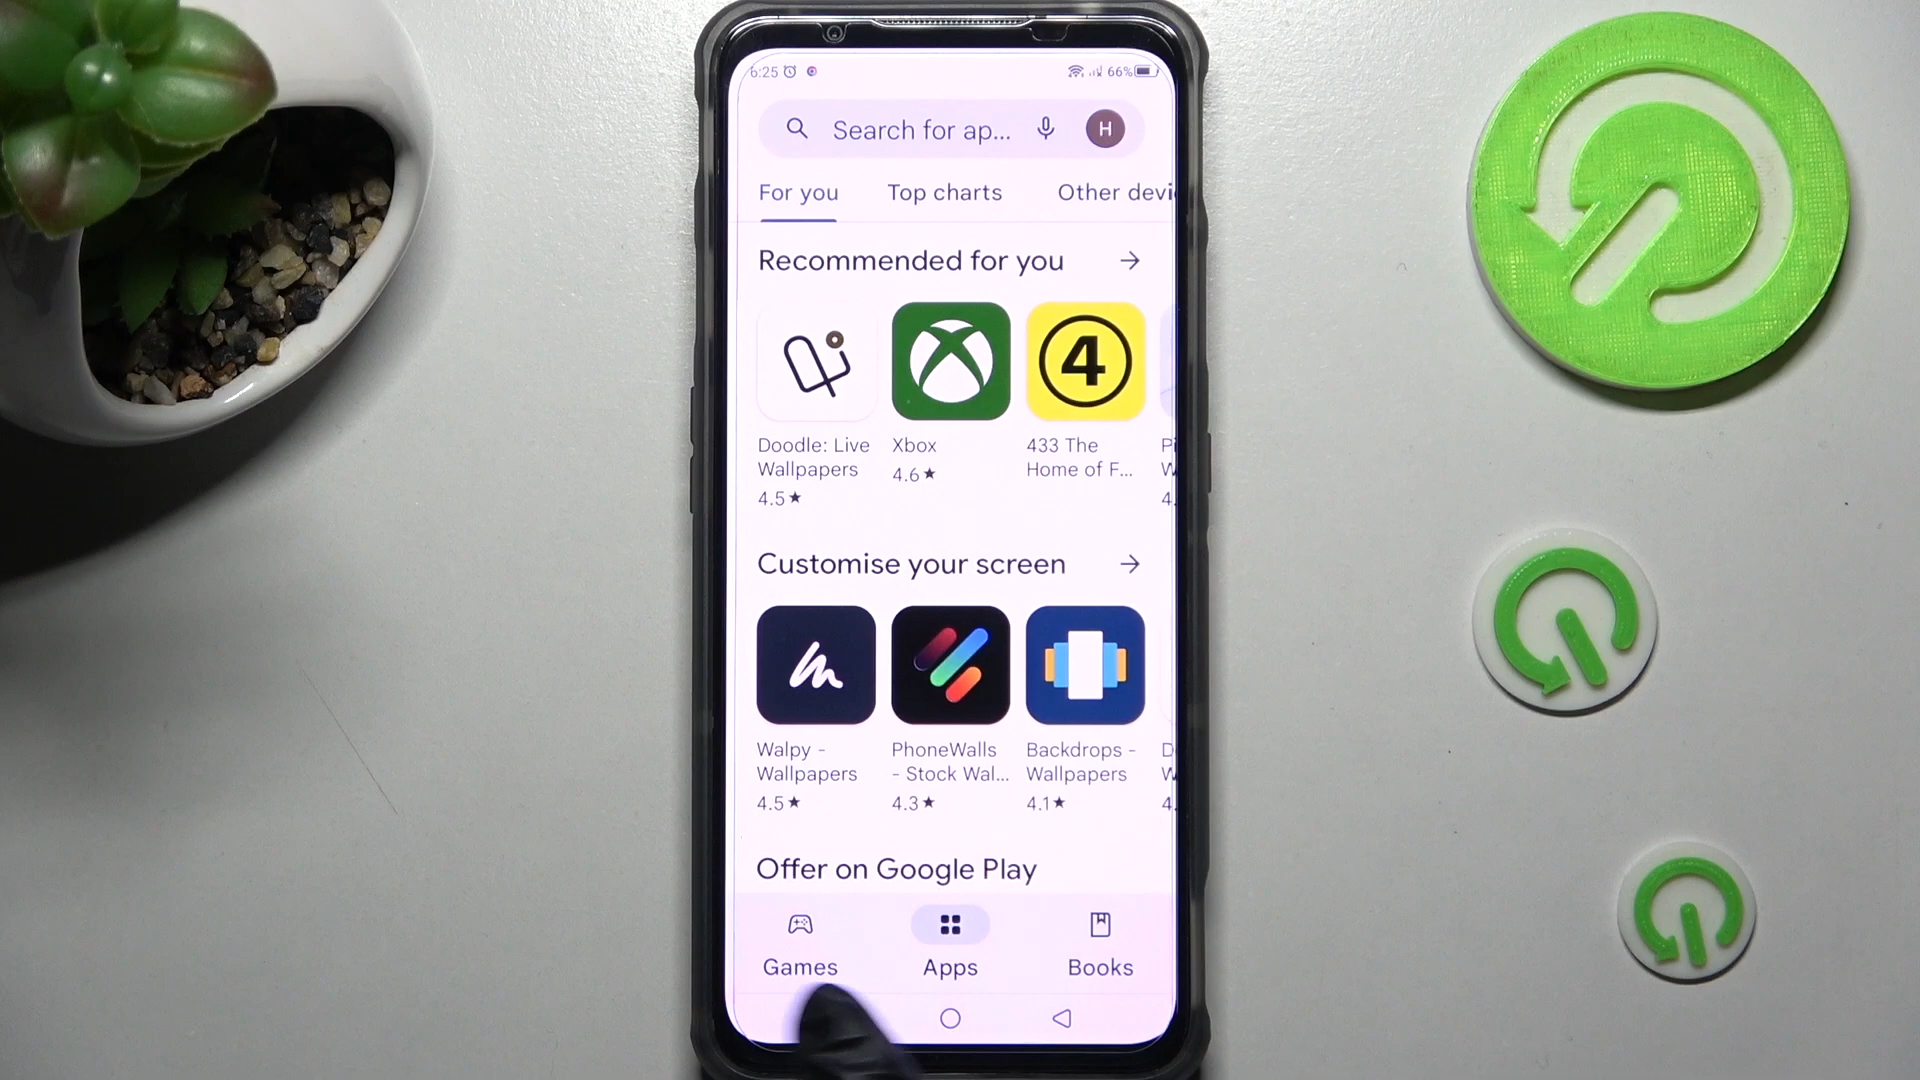 6:25
66%
Search for ap...
H
For you
Top charts
Other devi
Recommended for you
4
Doodle: Live
Wallpapers
4.5★
Xbox
4.6★
433 The
Home of F...
Customise your screen
Walpy -
Wallpapers
4.5★
PhoneWalls
- Stock Wal...
4.3★
Backdrops -
Wallpapers
4.1★
Offer on Google Play
Games
Apps
Books